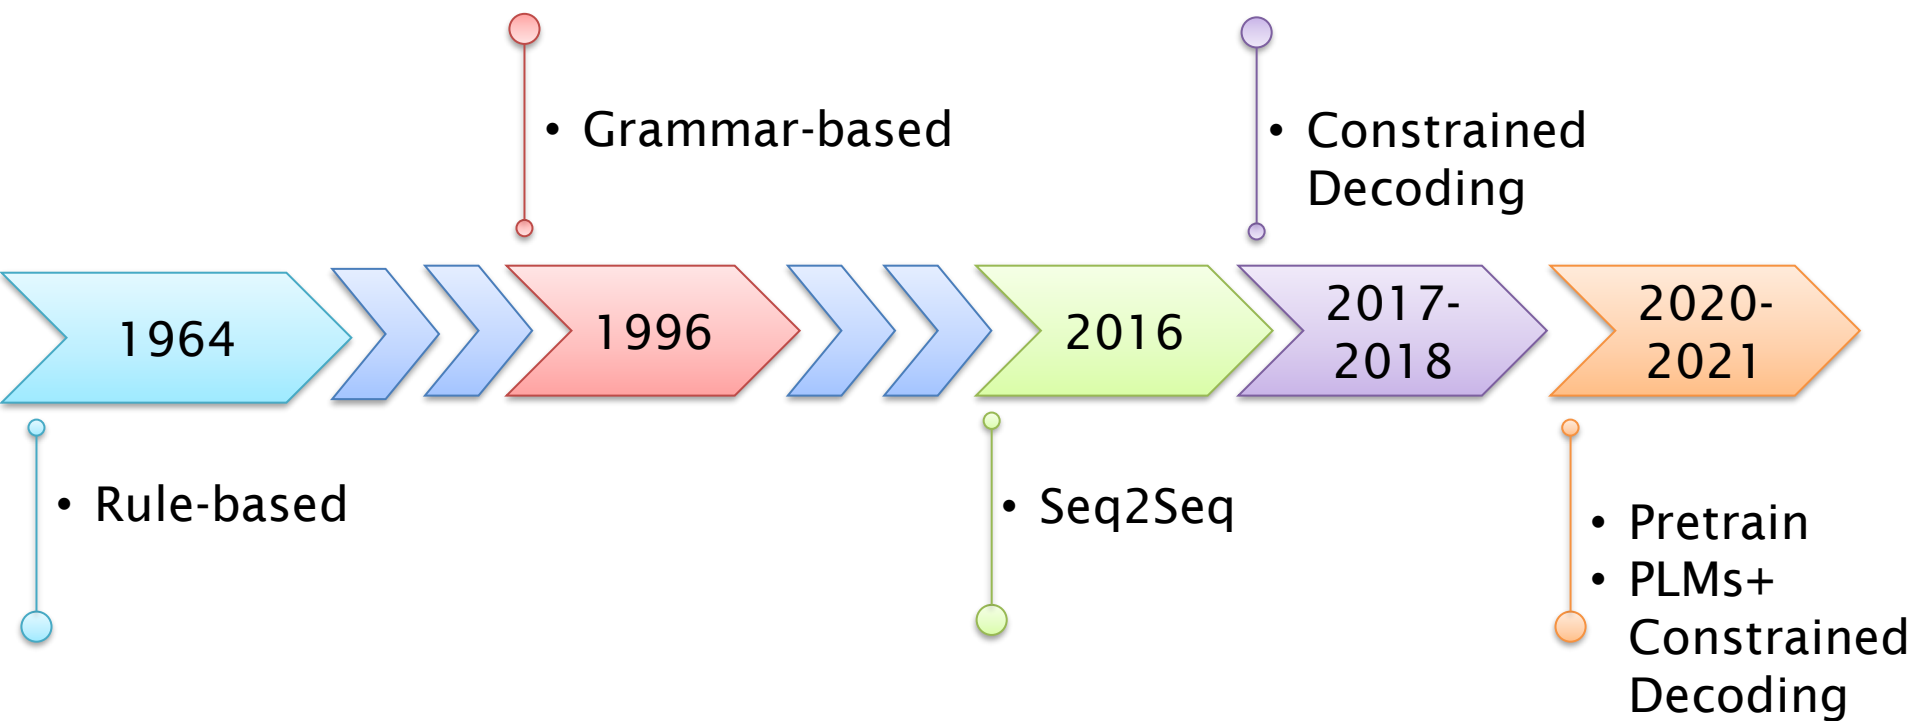 • Grammar-based
• Constrained
Decoding
1964
1996
2016
2017-
2018
2020-
2021
• Rule-based
• Seq2Seq
• Pretrain
• PLMs+
Constrained
Decoding